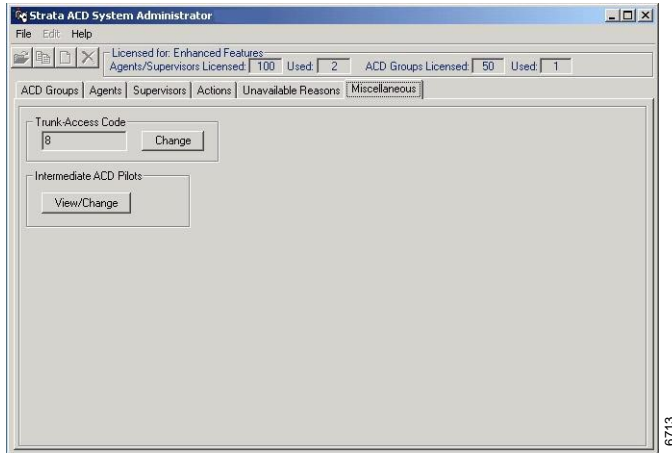 Strata ACD System Administrator
File Edit Help
Licensed for: Enhanced Features
Agents/Supervisors Licensed: 100 Used: 2 ACD Groups Licensed: 50 Used: 1
ACD Groups Agents Supervisors Actions Unavailable Reasons Miscellaneous
Trunk-Access Code
8 Change
Intermediate ACD Pilots
View/Change
6713